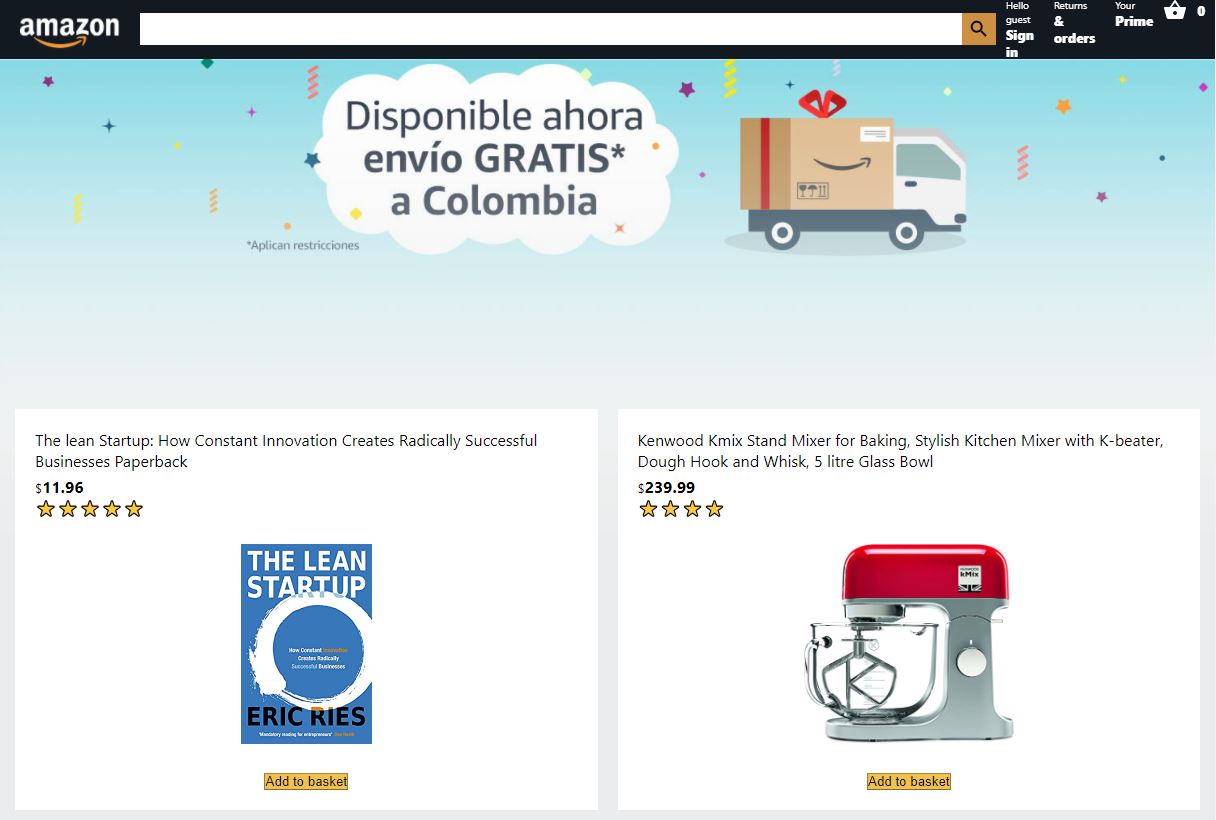 amazon
Hello guest
Sign in
Returns
& orders
Your
Prime
0
Disponible ahora
envío GRATIS*
a Colombia
*Aplican restricciones
The lean Startup: How Constant Innovation Creates Radically Successful
Businesses Paperback
$11.96
THE LEAN
STARTUP
How Constant Innovation
Creates Radically
Successful Businesses
ERIC RIES
'Mandatory reading for entrepreneurs'
Add to basket
Kenwood Kmix Stand Mixer for Baking, Stylish Kitchen Mixer with K-beater,
Dough Hook and Whisk, 5 litre Glass Bowl
$239.99
KENWOOD
kMix
Add to basket